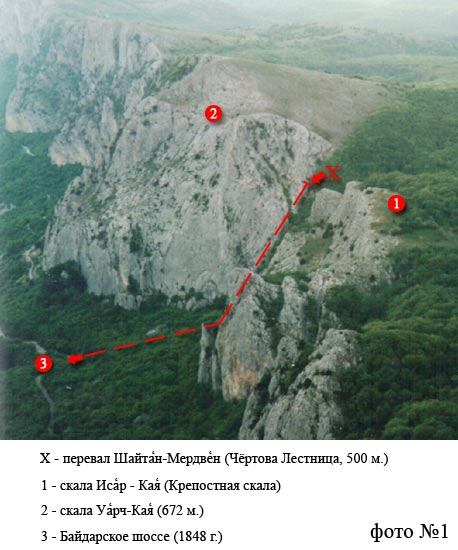 2
X
1
3
X - перевал Шайта́н-Мердве́н (Чёртова Лестница, 500 м.)
1 - скала Иса́р - Кая́ (Крепостная скала)
2 - скала Уа́рч-Кая́ (672 м.)
3 - Байдарское шоссе (1848 г.)
фото №1